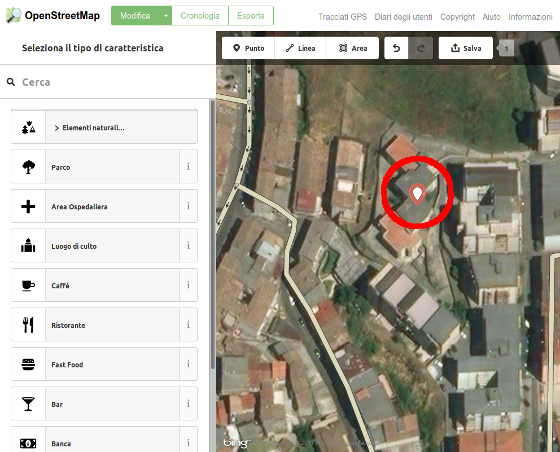 OpenStreetMap
Modifica
Cronologia
Esporta
Tracciati GPS
Diari degli utenti
Copyright
Aiuto
Informazioni
Seleziona il tipo di caratteristica
Punto
Linea
Area
Salva
1
Cerca
Elementi naturali...
Parco
i
Area Ospedaliera
i
Luogo di culto
i
Caffè
i
Ristorante
i
Fast Food
i
Bar
i
Banca
i
bing